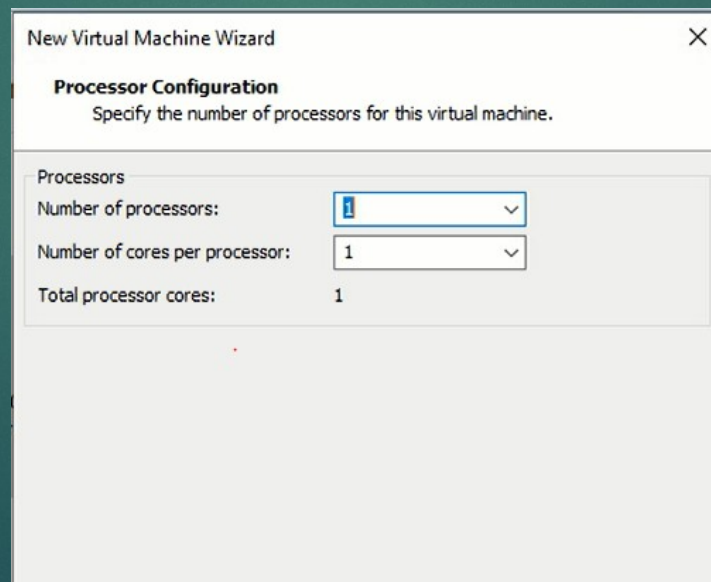 New Virtual Machine Wizard
Processor Configuration
Specify the number of processors for this virtual machine.
Processors
Number of processors: 1
Number of cores per processor: 1
Total processor cores: 1